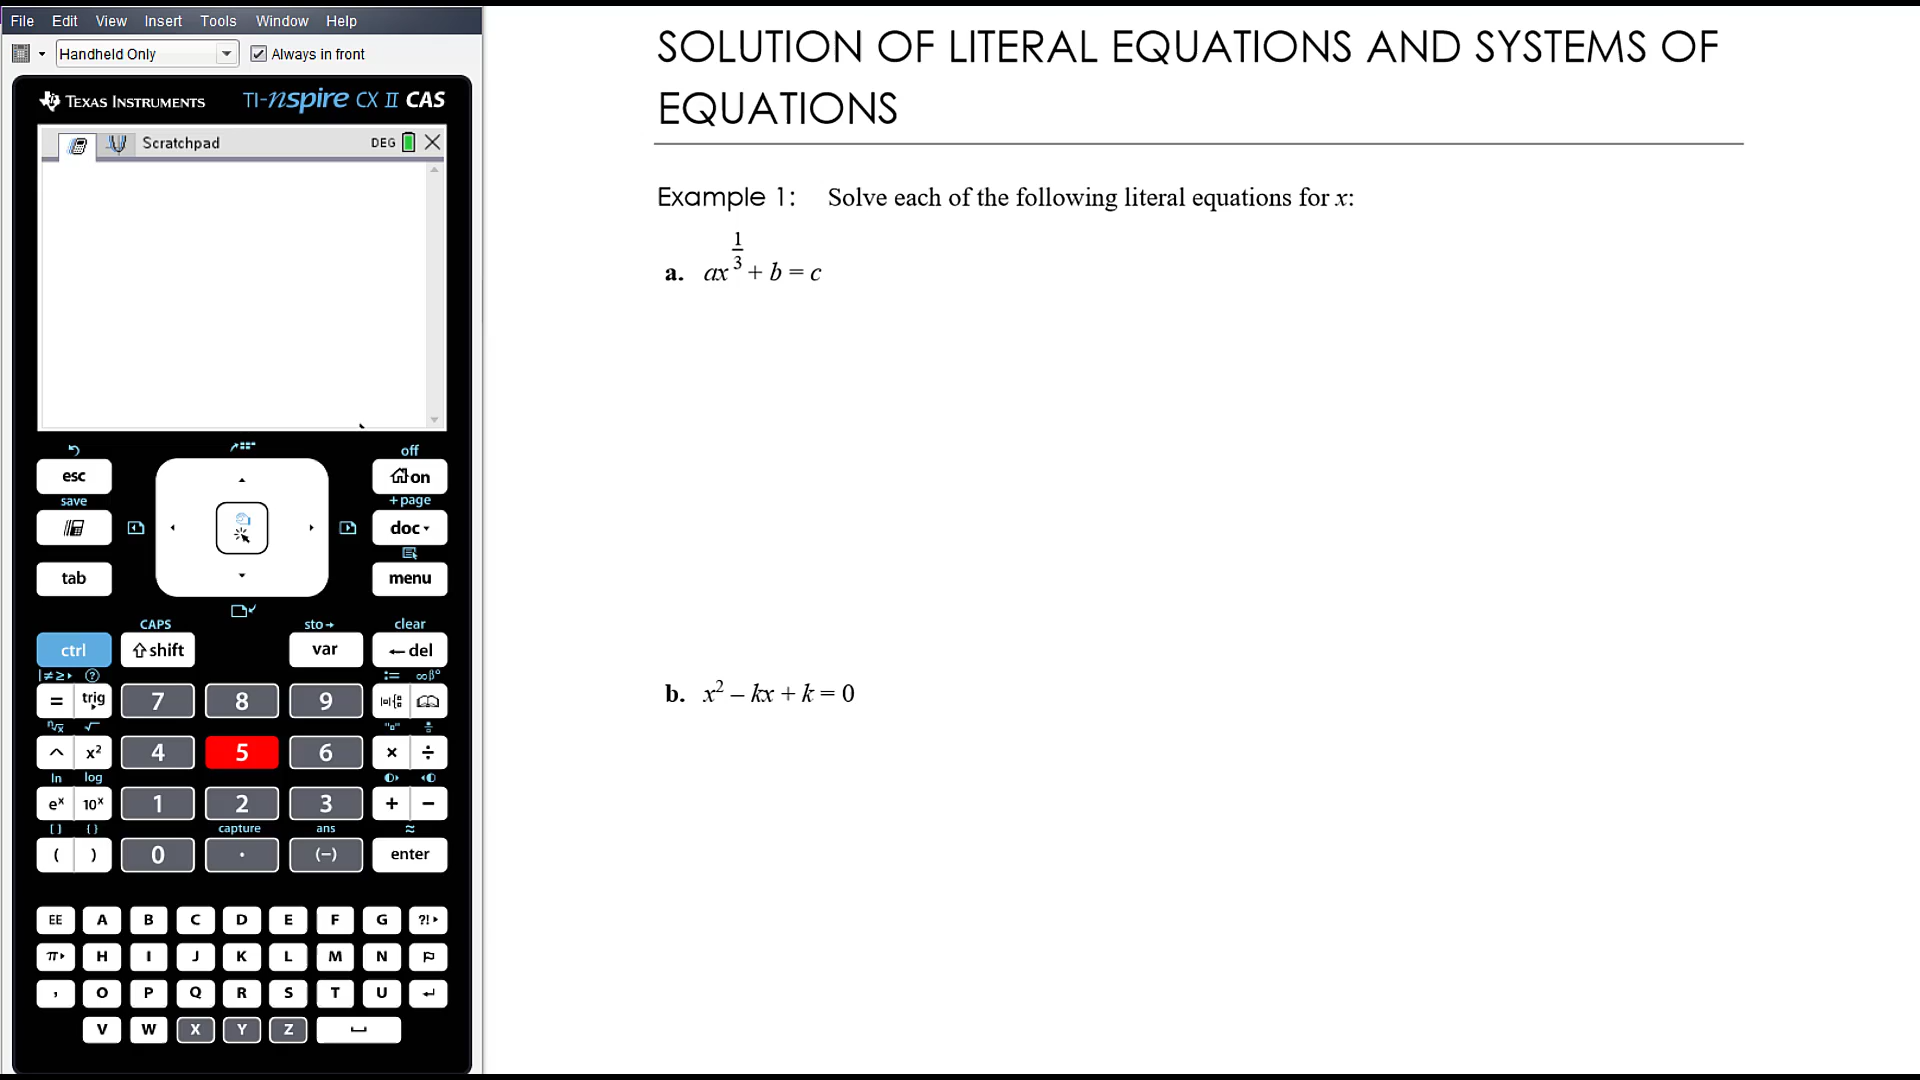 File Edit View Insert Tools Window Help
Handheld Only Always in front
TEXAS INSTRUMENTS TI-nspire CX II CAS
Scratchpad DEG
off
esc on
save + page
doc
tab menu
CAPS sto→ clear
ctrl shift var ←del
|≠≥▸ ? := ∞β°
= trig 7 8 9
ⁿ√x √ "□"
^ x² 4 5 6 × ÷
ln log
eˣ 10ˣ 1 2 3 + −
[ ] { } capture ans ≈
( ) 0 . (−) enter
EE A B C D E F G ?!▸
π▸ H I J K L M N
, O P Q R S T U ↵
V W X Y Z
SOLUTION OF LITERAL EQUATIONS AND SYSTEMS OF
EQUATIONS
Example 1: Solve each of the following literal equations for x:
a. ax^(1/3) + b = c
b. x² – kx + k = 0